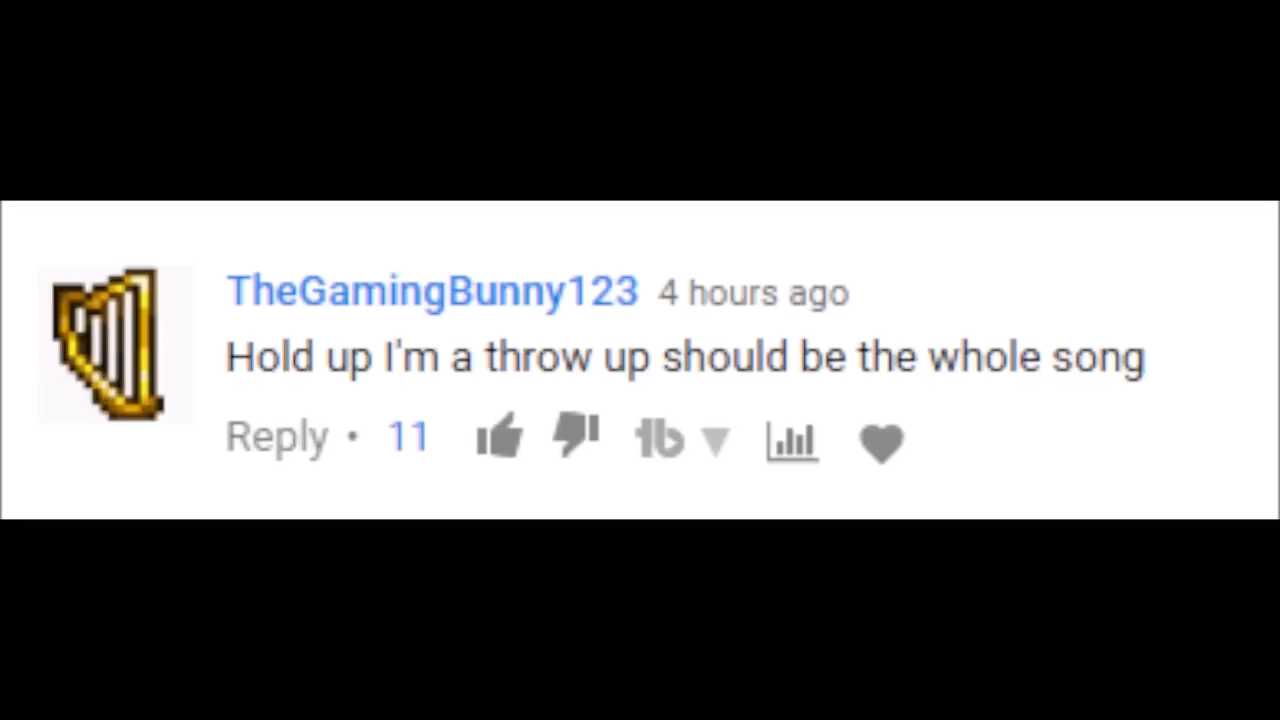 TheGamingBunny123 4 hours ago
Hold up I'm a throw up should be the whole song
Reply • 11